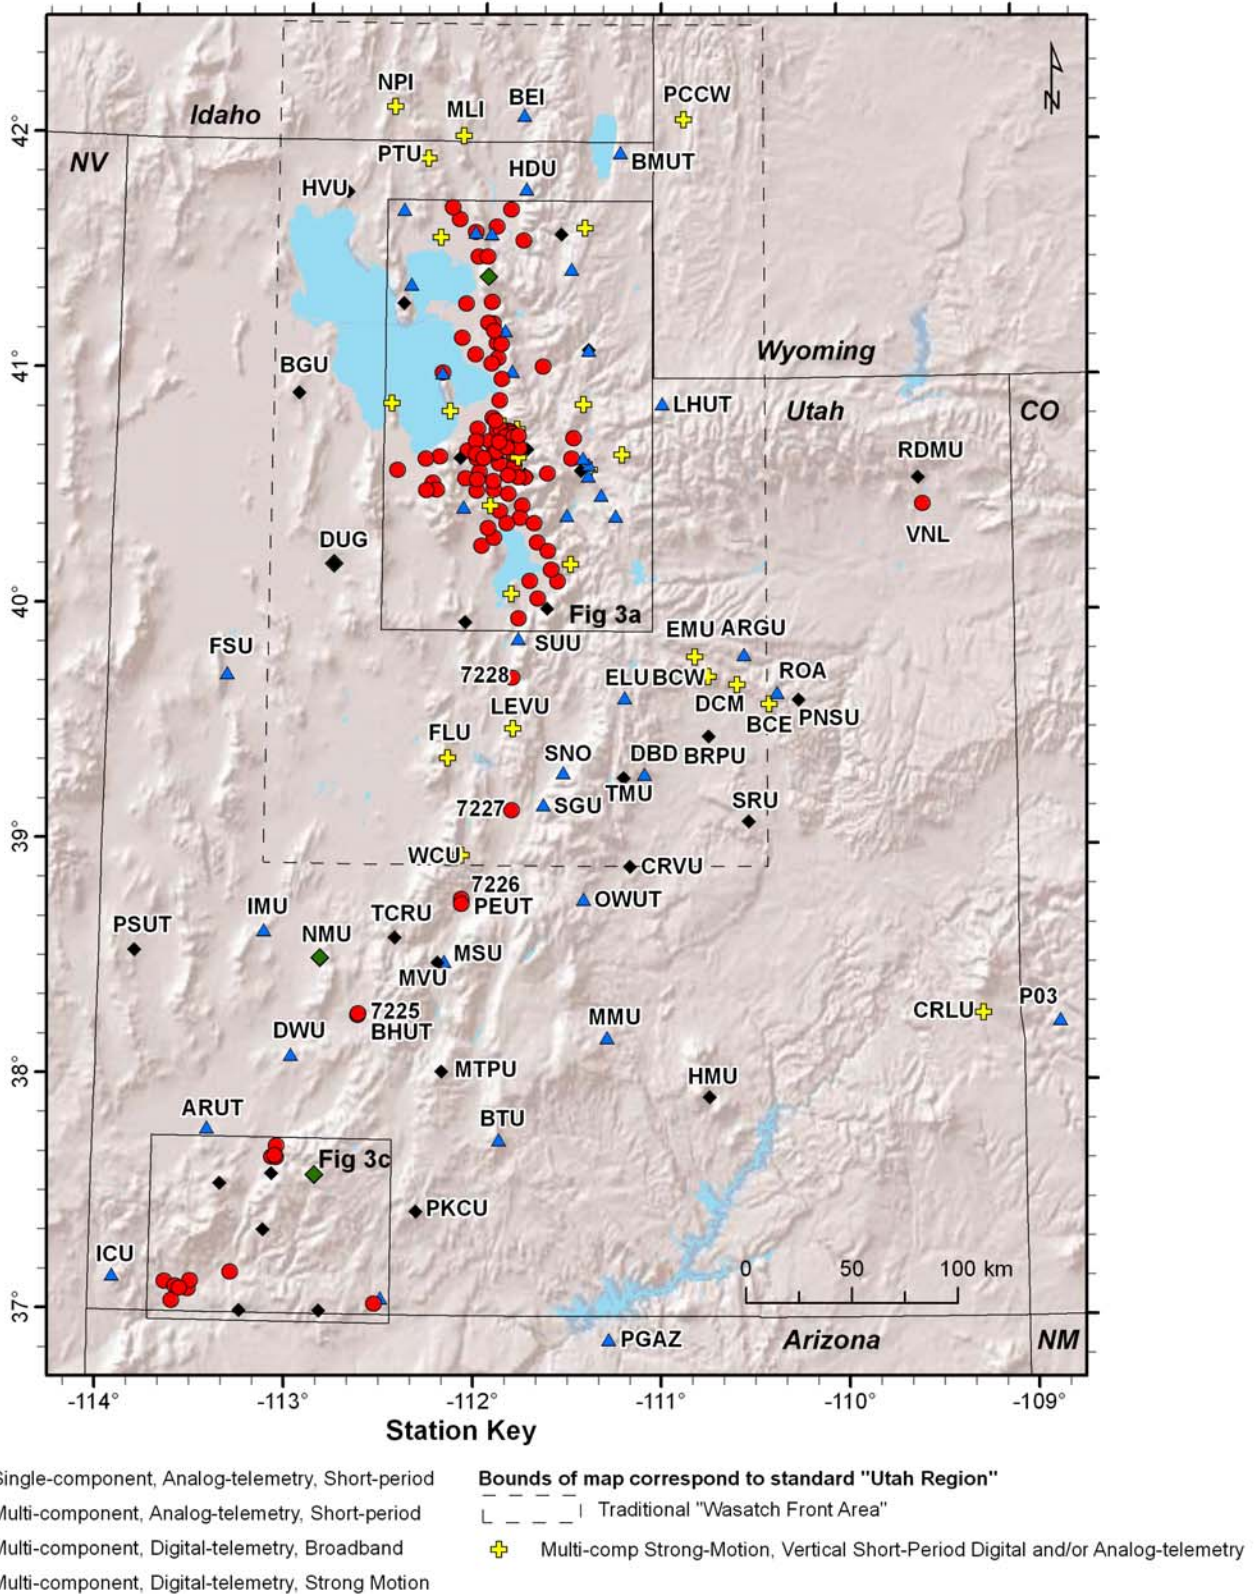 NPI
MLI
BEI
PCCW
Idaho
N
42°
NV
PTU
HDU
BMUT
HVU
41°
BGU
Wyoming
LHUT
Utah
CO
RDMU
VNL
DUG
40°
Fig 3a
FSU
SUU
EMU
ARGU
7228
ELU
BCW
ROA
LEVU
DCM
BCE
PNSU
FLU
SNO
DBD
BRPU
TMU
7227
SGU
SRU
39°
WCU
CRVU
7226
PEUT
OWUT
PSUT
IMU
TCRU
NMU
MSU
MVU
7225
BHUT
CRLU
P03
DWU
MMU
38°
MTPU
HMU
ARUT
BTU
Fig 3c
PKCU
ICU
0 50 100 km
37°
PGAZ
Arizona
NM
-114° -113° -112° -111° -110° -109°
Station Key
Single-component, Analog-telemetry, Short-period
Multi-component, Analog-telemetry, Short-period
Multi-component, Digital-telemetry, Broadband
Multi-component, Digital-telemetry, Strong Motion
Bounds of map correspond to standard "Utah Region"
Traditional "Wasatch Front Area"
Multi-comp Strong-Motion, Vertical Short-Period Digital and/or Analog-telemetry